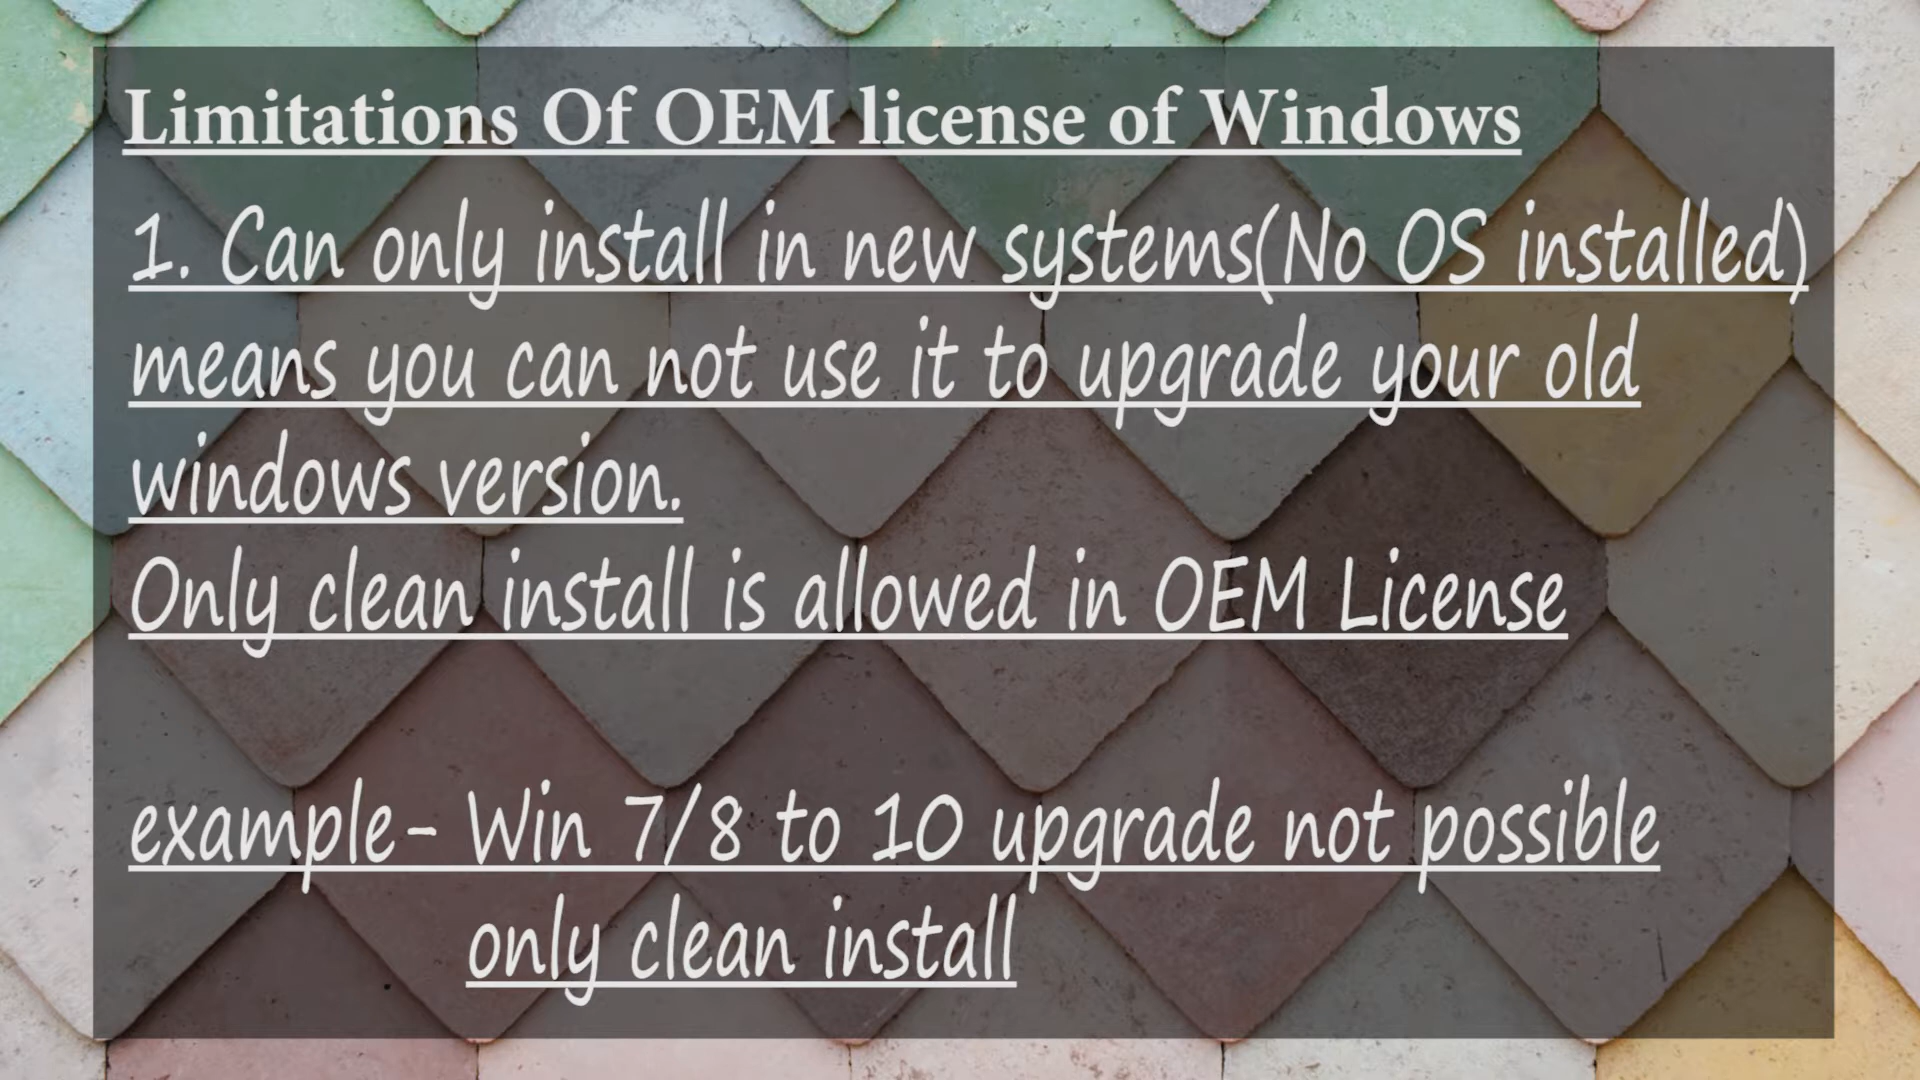 Limitations Of OEM license of Windows
1. Can only install in new systems(No OS installed)
means you can not use it to upgrade your old
windows version.
Only clean install is allowed in OEM License
example- Win 7/8 to 10 upgrade not possible
only clean install